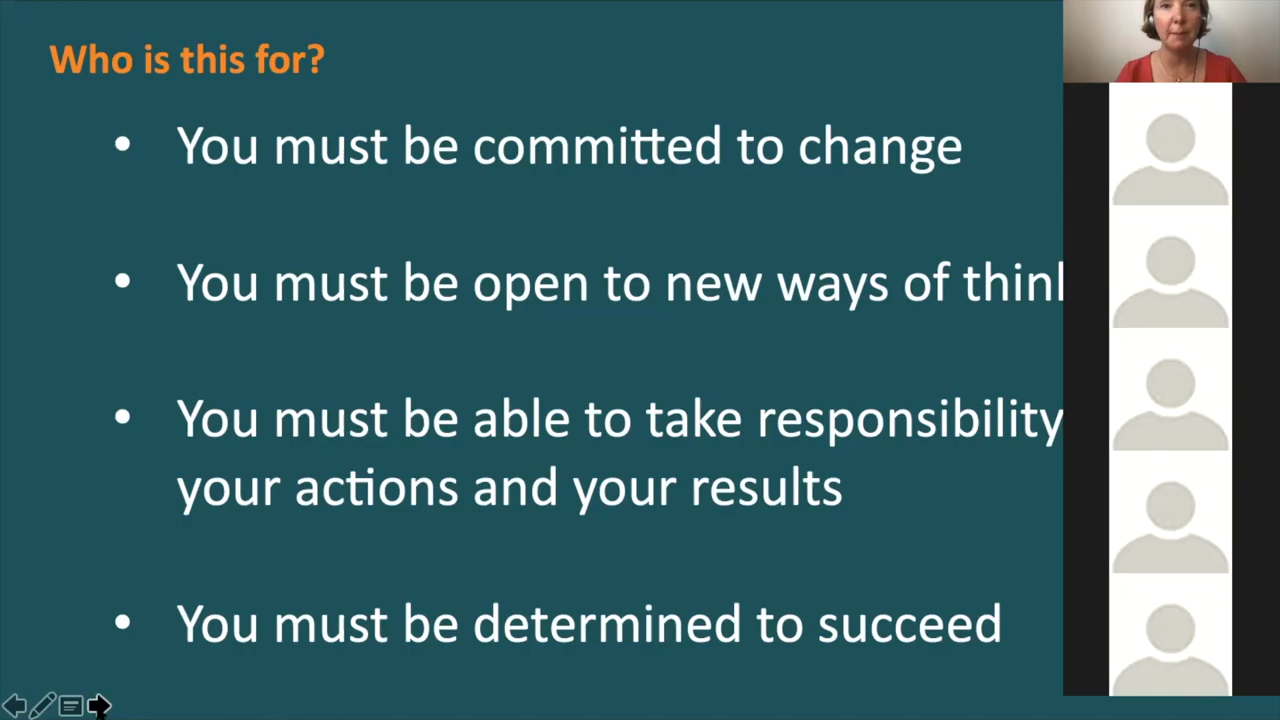 Who is this for?
• You must be committed to change
• You must be open to new ways of
• You must be able to take responsibility
your actions and your results
• You must be determined to succeed